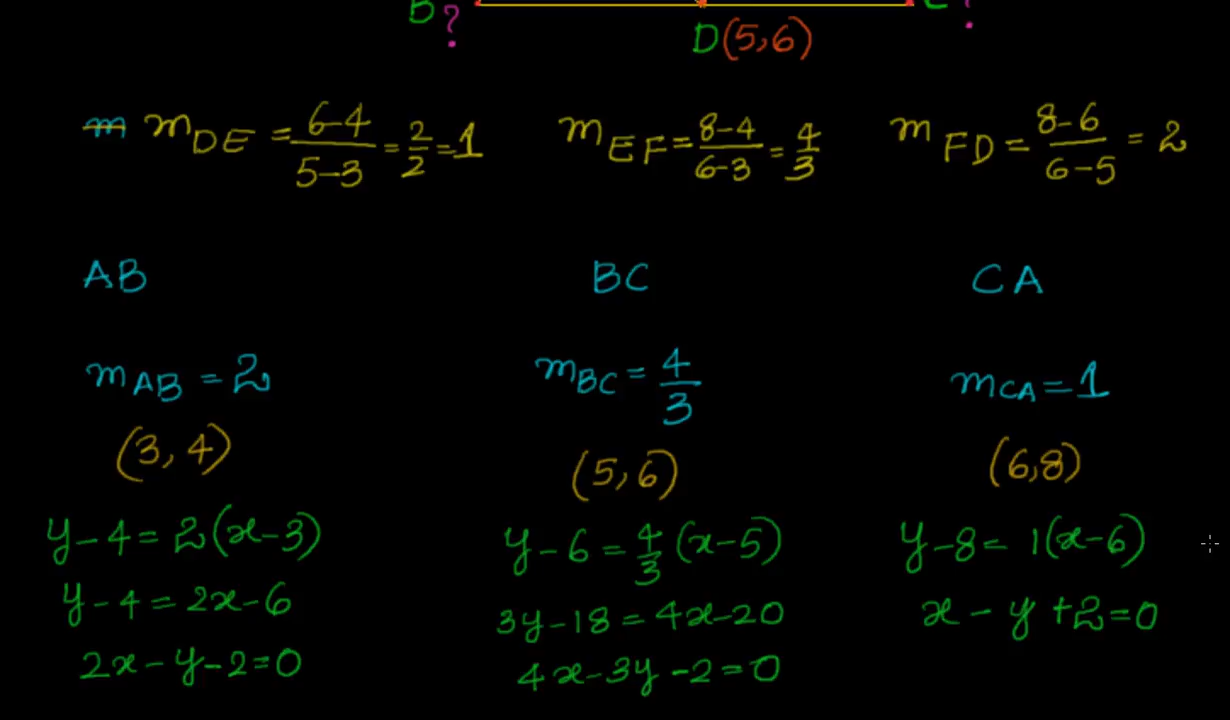 B ? C ?
D(5,6)
m m_DE = 6-4/5-3 = 2/2 = 1 m_EF = 8-4/6-3 = 4/3 m_FD = 8-6/6-5 = 2
AB BC CA
m_AB = 2 m_BC = 4/3 m_CA = 1
(3,4) (5,6) (6,8)
y-4=2(x-3) y-6=4/3(x-5) y-8=1(x-6)
y-4=2x-6 3y-18=4x-20 x-y+2=0
2x-y-2=0 4x-3y-2=0